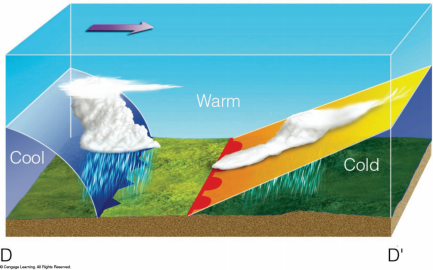 Warm
Cool
Cold
D D'
© Cengage Learning. All Rights Reserved.